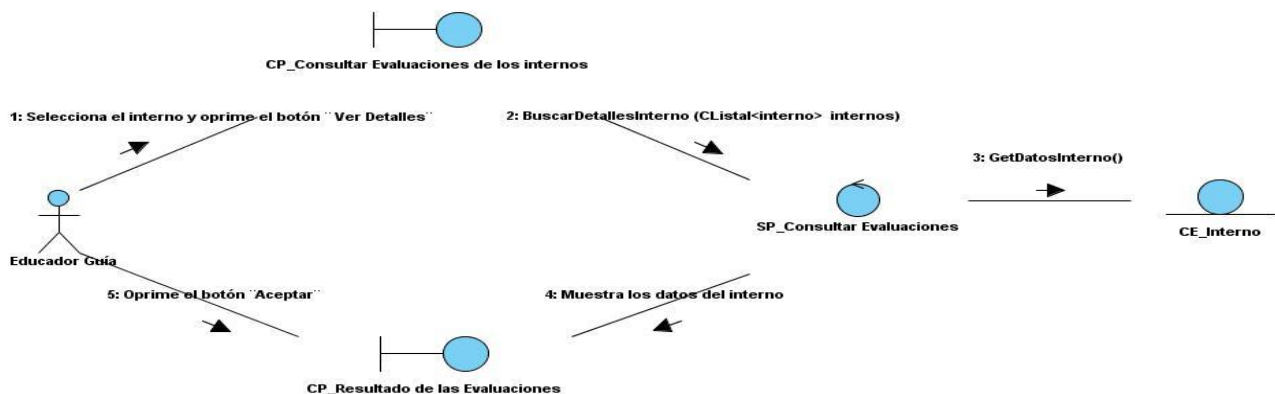 CP_Consultar Evaluaciones de los internos
1: Selecciona el interno y oprime el botón ¨Ver Detalles¨
2: BuscarDetallesInterno (CListal<interno> internos)
3: GetDatosInterno()
SP_Consultar Evaluaciones
CE_Interno
Educador Guía
5: Oprime el botón ¨Aceptar¨
4: Muestra los datos del interno
CP_Resultado de las Evaluaciones